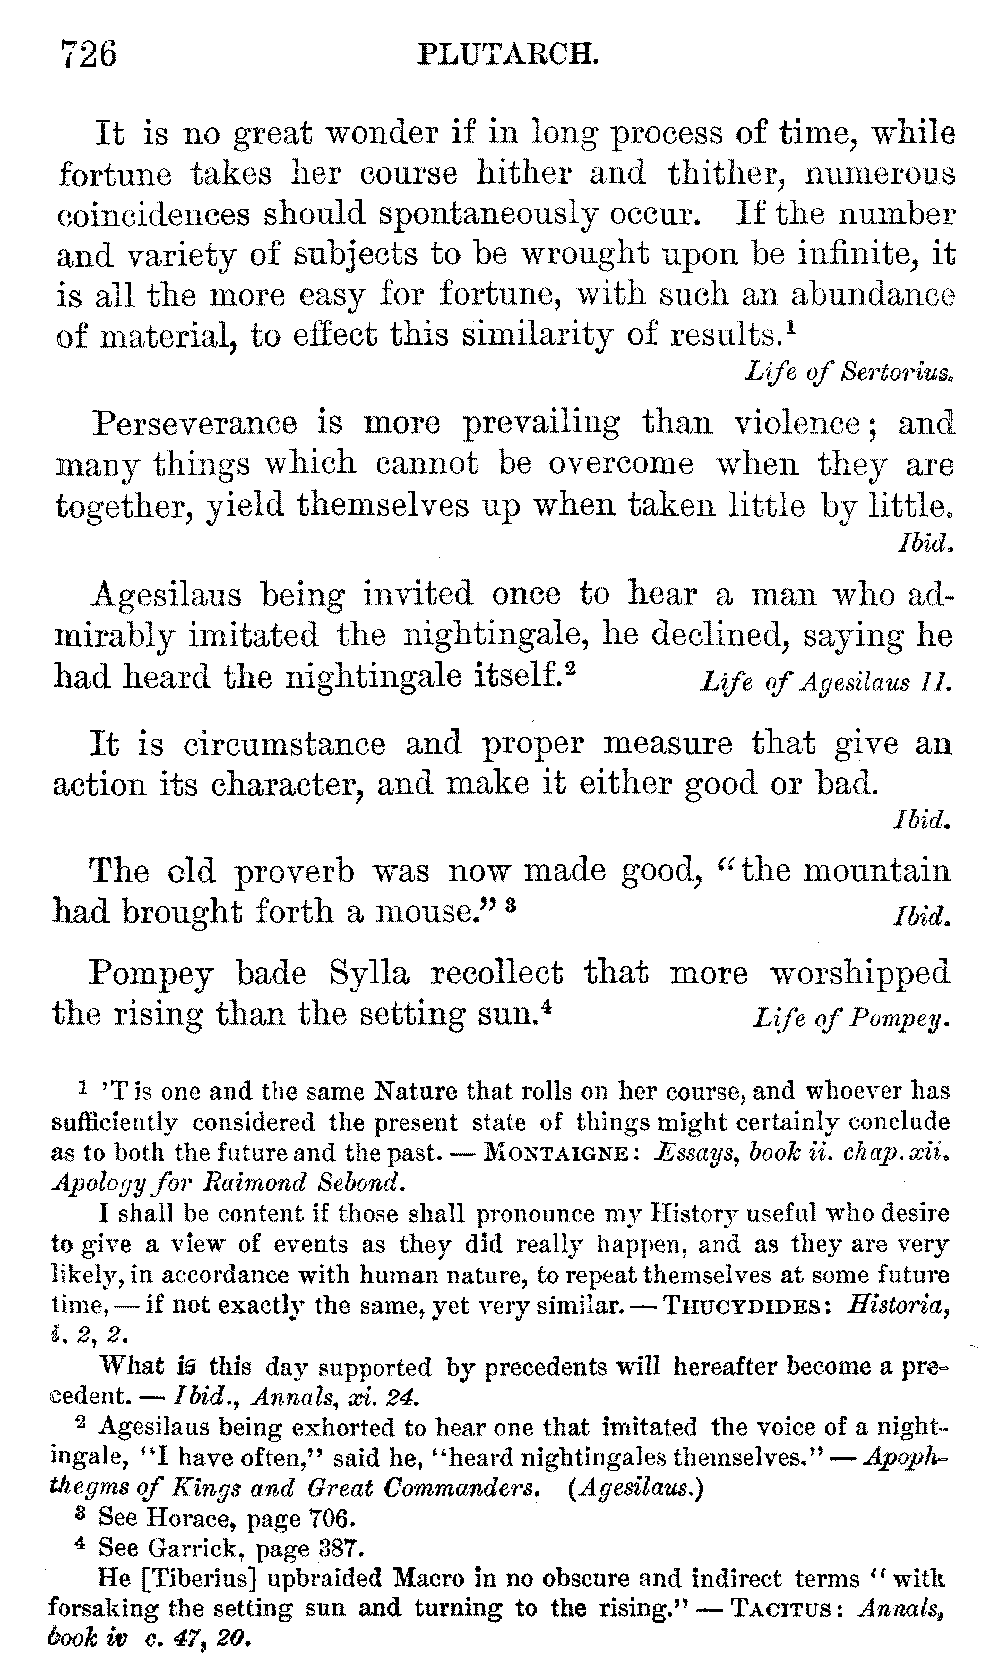 726 PLUTARCH.
It is no great wonder if in long process of time, while
fortune takes her course hither and thither, numerous
coincidences should spontaneously occur. If the number
and variety of subjects to be wrought upon be infinite, it
is all the more easy for fortune, with such an abundance
of material, to effect this similarity of results.¹
Life of Sertorius.
Perseverance is more prevailing than violence; and
many things which cannot be overcome when they are
together, yield themselves up when taken little by little.
Ibid.
Agesilaus being invited once to hear a man who ad-
mirably imitated the nightingale, he declined, saying he
had heard the nightingale itself.² Life of Agesilaus II.
It is circumstance and proper measure that give an
action its character, and make it either good or bad.
Ibid.
The old proverb was now made good, “the mountain
had brought forth a mouse.” ³ Ibid.
Pompey bade Sylla recollect that more worshipped
the rising than the setting sun.⁴ Life of Pompey.
¹ ’T is one and the same Nature that rolls on her course, and whoever has
sufficiently considered the present state of things might certainly conclude
as to both the future and the past. — MONTAIGNE: Essays, book ii. chap. xii.
Apology for Raimond Sebond.
I shall be content if those shall pronounce my History useful who desire
to give a view of events as they did really happen, and as they are very
likely, in accordance with human nature, to repeat themselves at some future
time, — if not exactly the same, yet very similar. — THUCYDIDES: Historia,
i. 2, 2.
What is this day supported by precedents will hereafter become a pre-
cedent. — Ibid., Annals, xi. 24.
² Agesilaus being exhorted to hear one that imitated the voice of a night-
ingale, “I have often,” said he, “heard nightingales themselves.” — Apoph-
thegms of Kings and Great Commanders. (Agesilaus.)
³ See Horace, page 706.
⁴ See Garrick, page 387.
He [Tiberius] upbraided Macro in no obscure and indirect terms “with
forsaking the setting sun and turning to the rising.” — TACITUS: Annals,
book iv c. 47, 20.